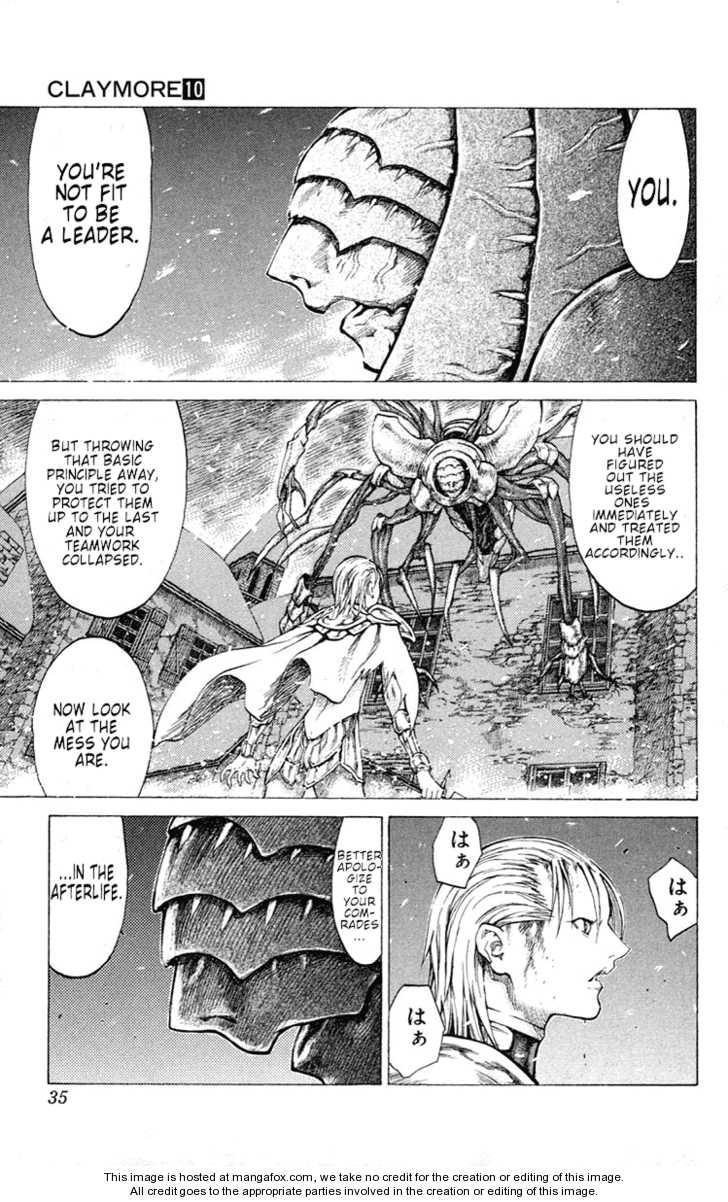 CLAYMORE 10
YOU.
YOU'RE
NOT FIT
TO BE
A LEADER.
YOU SHOULD
HAVE
FIGURED
OUT THE
USELESS
ONES
IMMEDIATELY
AND TREATED
THEM
ACCORDINGLY..
BUT THROWING
THAT BASIC
PRINCIPLE AWAY,
YOU TRIED TO
PROTECT THEM
UP TO THE LAST
AND YOUR
TEAMWORK
COLLAPSED.
NOW LOOK
AT THE
MESS YOU
ARE.
はぁ
はぁ
はぁ
BETTER
APOLO-
GIZE
TO
YOUR
COM-
RADES
...
...IN THE
AFTERLIFE.
35
This image is hosted at mangafox.com, we take no credit for the creation or editing of this image.
All credit goes to the appropriate parties involved in the creation or editing of this image.